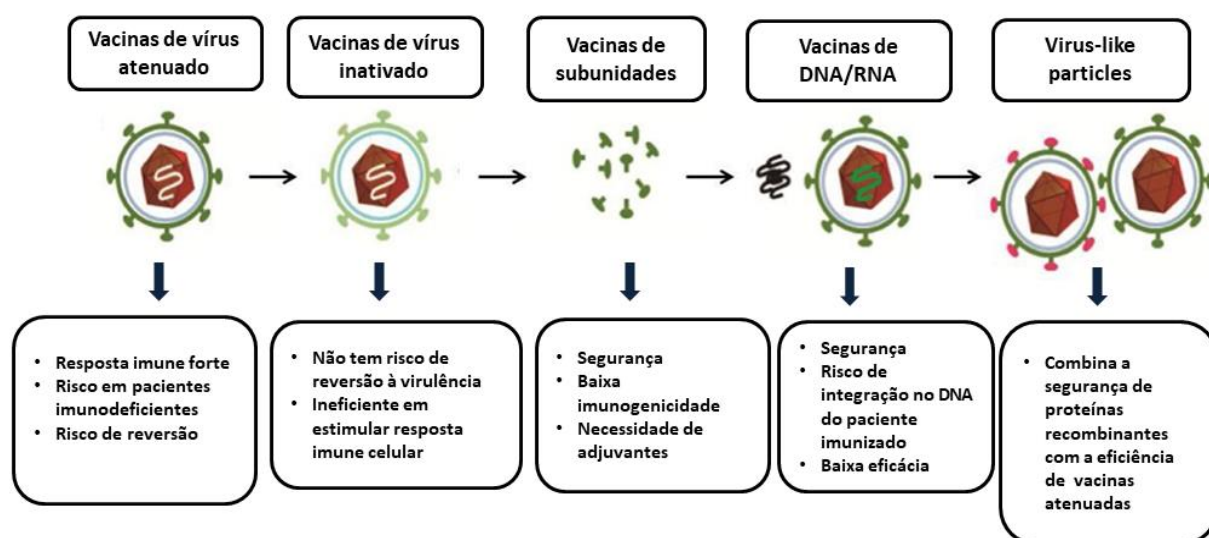 Vacinas de vírus
atenuado
Vacinas de vírus
inativado
Vacinas de
subunidades
Vacinas de
DNA/RNA
Virus-like
particles
• Resposta imune forte
• Risco em pacientes
imunodeficientes
• Risco de reversão
• Não tem risco de
reversão à virulência
• Ineficiente em
estimular resposta
imune celular
• Segurança
• Baixa
imunogenicidade
• Necessidade de
adjuvantes
• Segurança
• Risco de
integração no DNA
do paciente
imunizado
• Baixa eficácia
• Combina a
segurança de
proteínas
recombinantes
com a eficiência
de vacinas
atenuadas